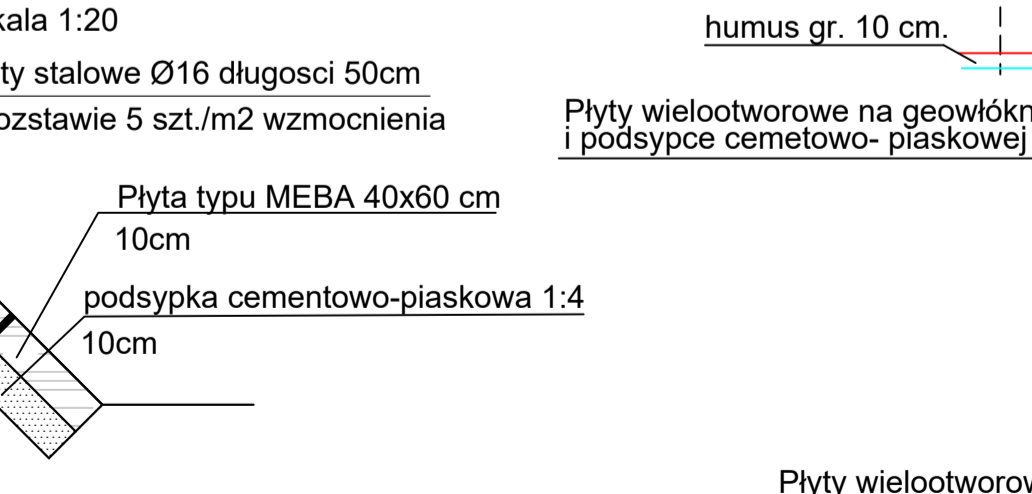 kala 1:20
ty stalowe Ø16 długosci 50cm
ozstawie 5 szt./m2 wzmocnienia
Płyta typu MEBA 40x60 cm
10cm
podsypka cementowo-piaskowa 1:4
10cm
humus gr. 10 cm.
Płyty wielootworowe na geowłókn
i podsypce cemetowo- piaskowej
Płyty wielootworow